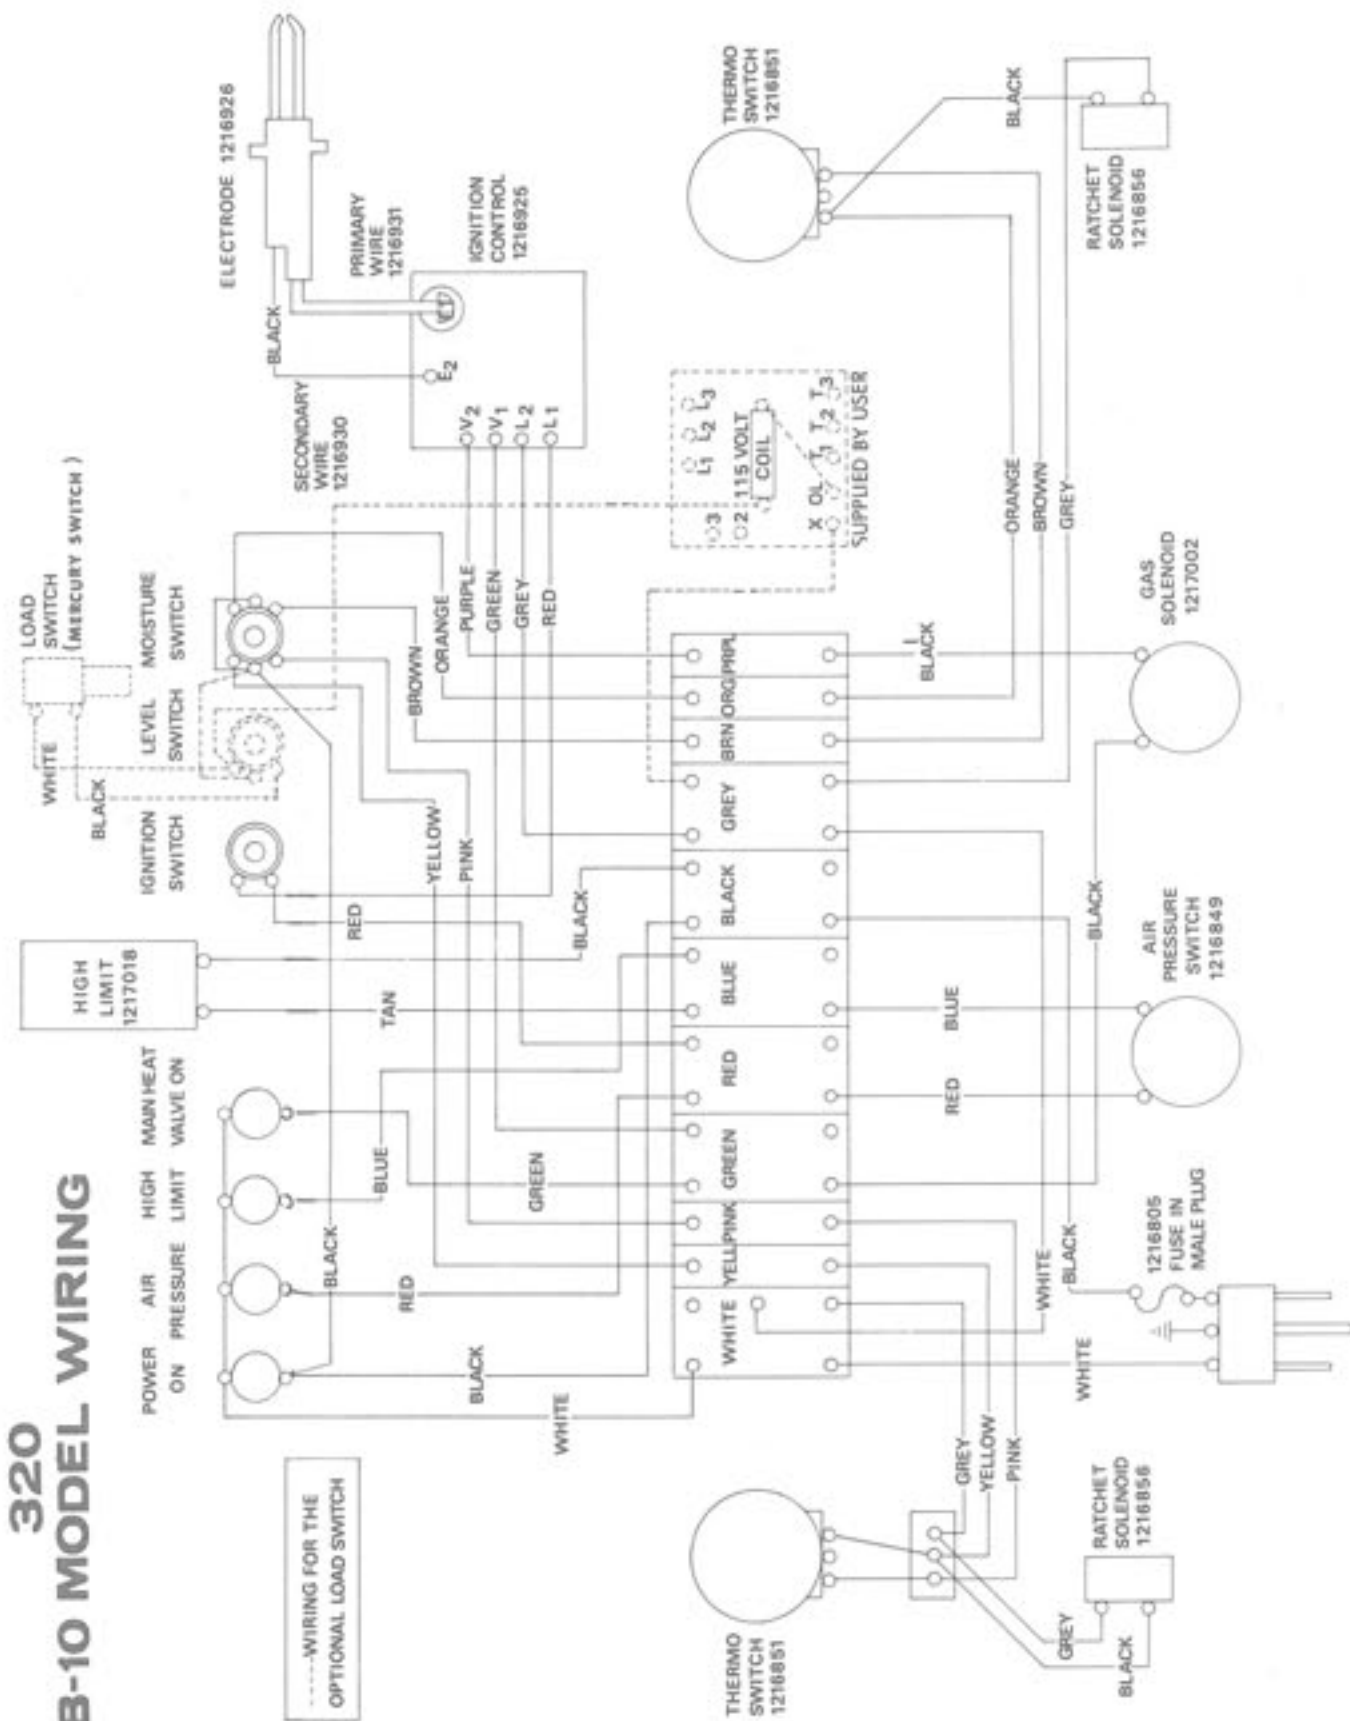 320
B-10 MODEL WIRING
-----WIRING FOR THE
OPTIONAL LOAD SWITCH
POWER
ON
AIR
PRESSURE
HIGH
LIMIT
MAIN HEAT
VALVE ON
HIGH
LIMIT
1217018
IGNITION
SWITCH
LEVEL
SWITCH
MOISTURE
SWITCH
LOAD
SWITCH
(MERCURY SWITCH)
WHITE
BLACK
ELECTRODE 1216926
BLACK
PRIMARY
WIRE
1216931
IGNITION
CONTROL
1216925
SECONDARY
WIRE
1216930
E2
V2
V1
L2
L1
L1 L2 L3
3
2
115 VOLT
COIL
X OL T1 T2 T3
SUPPLIED BY USER
BLACK
RED
BLUE
GREEN
BLACK
WHITE
TAN
RED
BLACK
YELLOW
PINK
BROWN
ORANGE
PURPLE
GREEN
GREY
RED
WHITE
YELL
PINK
GREEN
RED
BLUE
BLACK
GREY
BRN
ORG
PRPL
THERMO
SWITCH
1216851
BLACK
RATCHET
SOLENOID
1216856
ORANGE
BROWN
GREY
BLACK
GAS
SOLENOID
1217002
BLACK
AIR
PRESSURE
SWITCH
1216849
BLUE
RED
WHITE
BLACK
1216805
FUSE IN
MALE PLUG
WHITE
GREY
YELLOW
PINK
THERMO
SWITCH
1216851
RATCHET
SOLENOID
1216856
GREY
BLACK